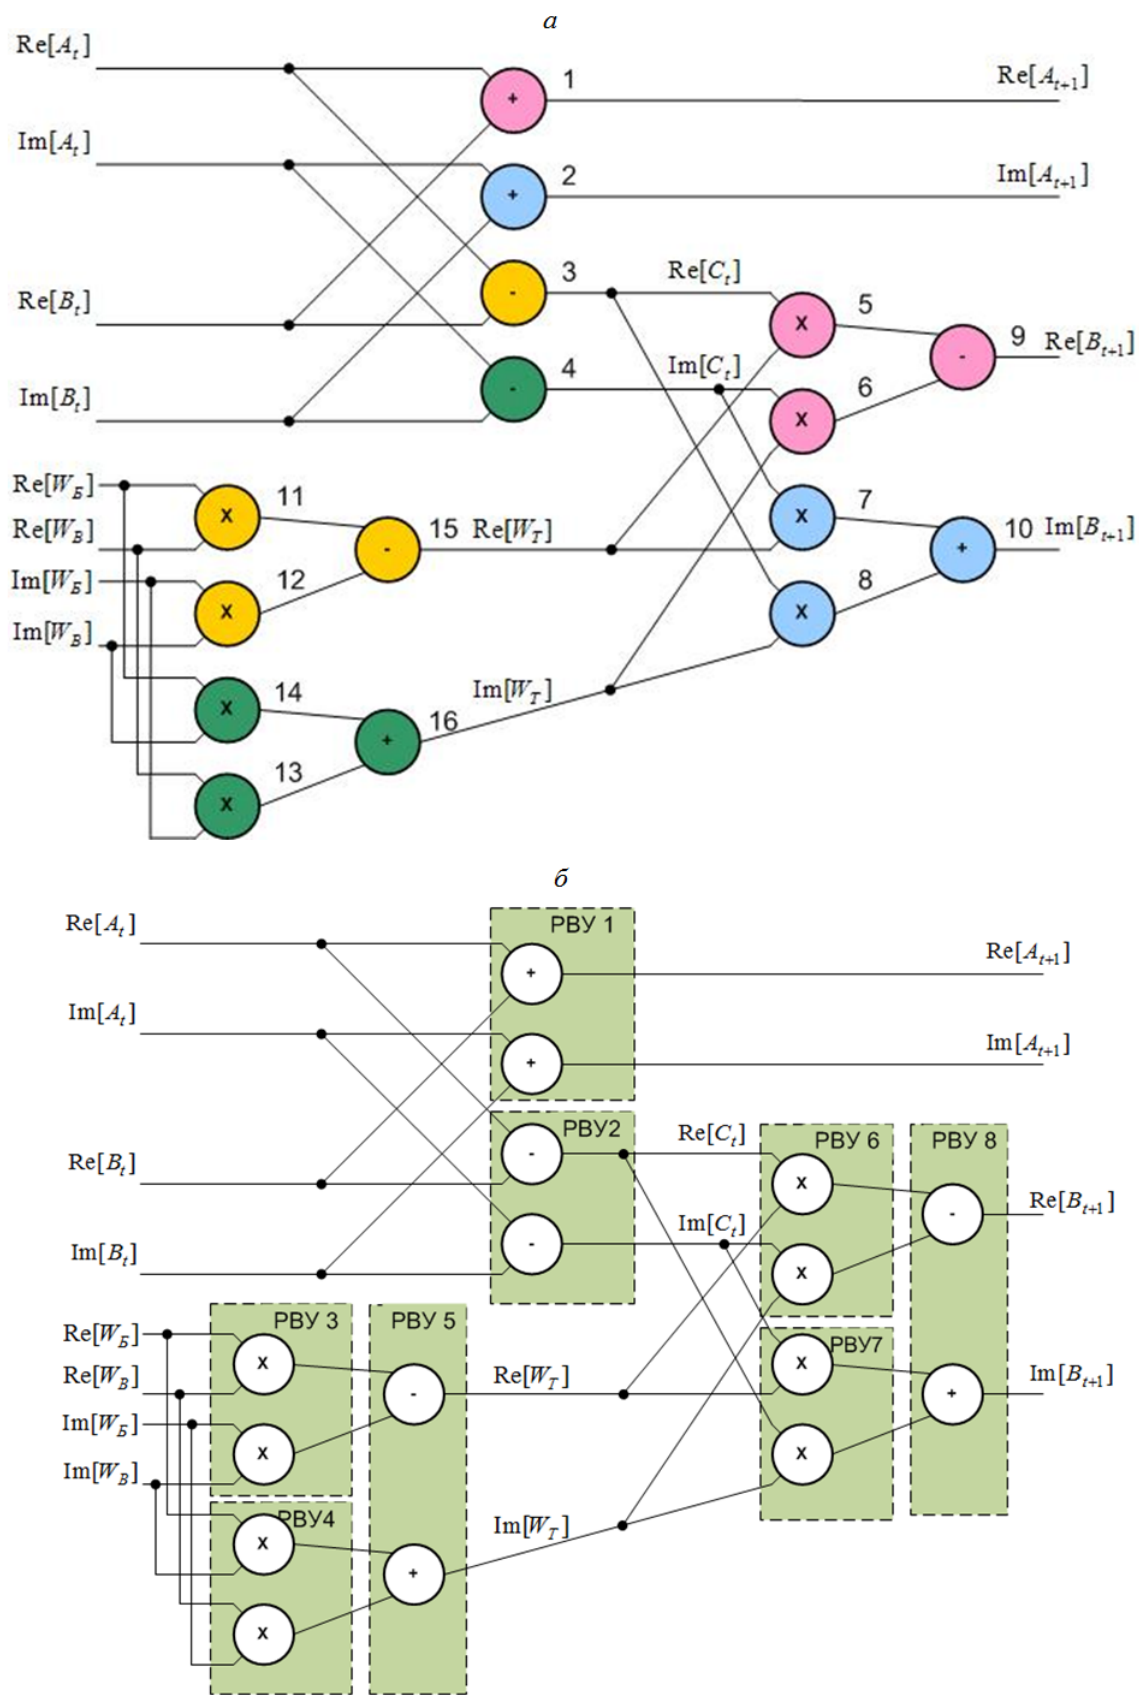 а
Re[A_t]
+
1
Re[A_{t+1}]
Im[A_t]
+
2
Im[A_{t+1}]
Re[B_t]
-
3
Re[C_t]
X
5
-
9
Re[B_{t+1}]
Im[B_t]
-
4
Im[C_t]
X
6
Re[W_Б]
X
11
Re[W_В]
-
15
Re[W_T]
X
7
+
10
Im[B_{t+1}]
Im[W_Б]
X
12
X
8
Im[W_В]
X
14
Im[W_T]
+
16
X
13
б
Re[A_t]
РВУ 1
+
Re[A_{t+1}]
Im[A_t]
+
Im[A_{t+1}]
Re[B_t]
РВУ2
-
Re[C_t]
РВУ 6
X
РВУ 8
-
Re[B_{t+1}]
Im[B_t]
-
Im[C_t]
X
Re[W_Б]
РВУ 3
X
РВУ 5
Re[W_В]
-
Re[W_T]
РВУ7
X
+
Im[B_{t+1}]
Im[W_Б]
X
X
Im[W_В]
РВУ4
X
Im[W_T]
+
X